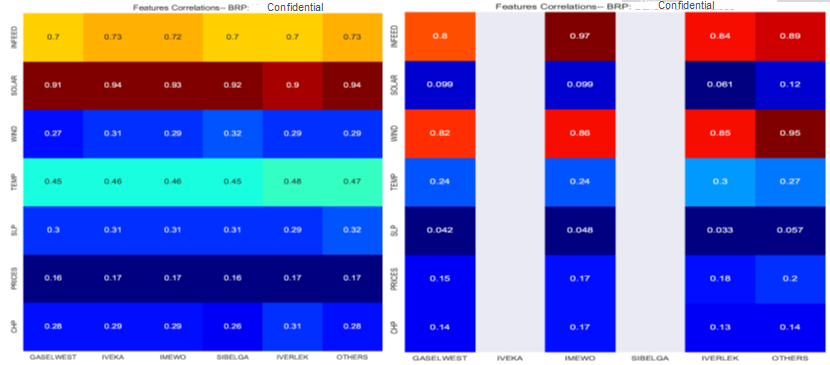 Features Correlations-- BRP: Confidential
INFEED 0.7 0.73 0.72 0.7 0.7 0.73
SOLAR 0.91 0.94 0.93 0.92 0.9 0.94
WIND 0.27 0.31 0.29 0.32 0.29 0.29
TEMP 0.45 0.46 0.46 0.45 0.48 0.47
SLP 0.3 0.31 0.31 0.31 0.29 0.32
PRICES 0.16 0.17 0.17 0.16 0.17 0.17
CHP 0.28 0.29 0.29 0.26 0.31 0.28
GASELWEST IVEKA IMEWO SIBELGA IVERLEK OTHERS
Features Correlations-- BRP: Confidential
INFEED 0.8 0.97 0.84 0.89
SOLAR 0.099 0.099 0.061 0.12
WIND 0.82 0.86 0.85 0.95
TEMP 0.24 0.24 0.3 0.27
SLP 0.042 0.048 0.033 0.057
PRICES 0.15 0.17 0.18 0.2
CHP 0.14 0.17 0.13 0.14
GASELWEST IVEKA IMEWO SIBELGA IVERLEK OTHERS